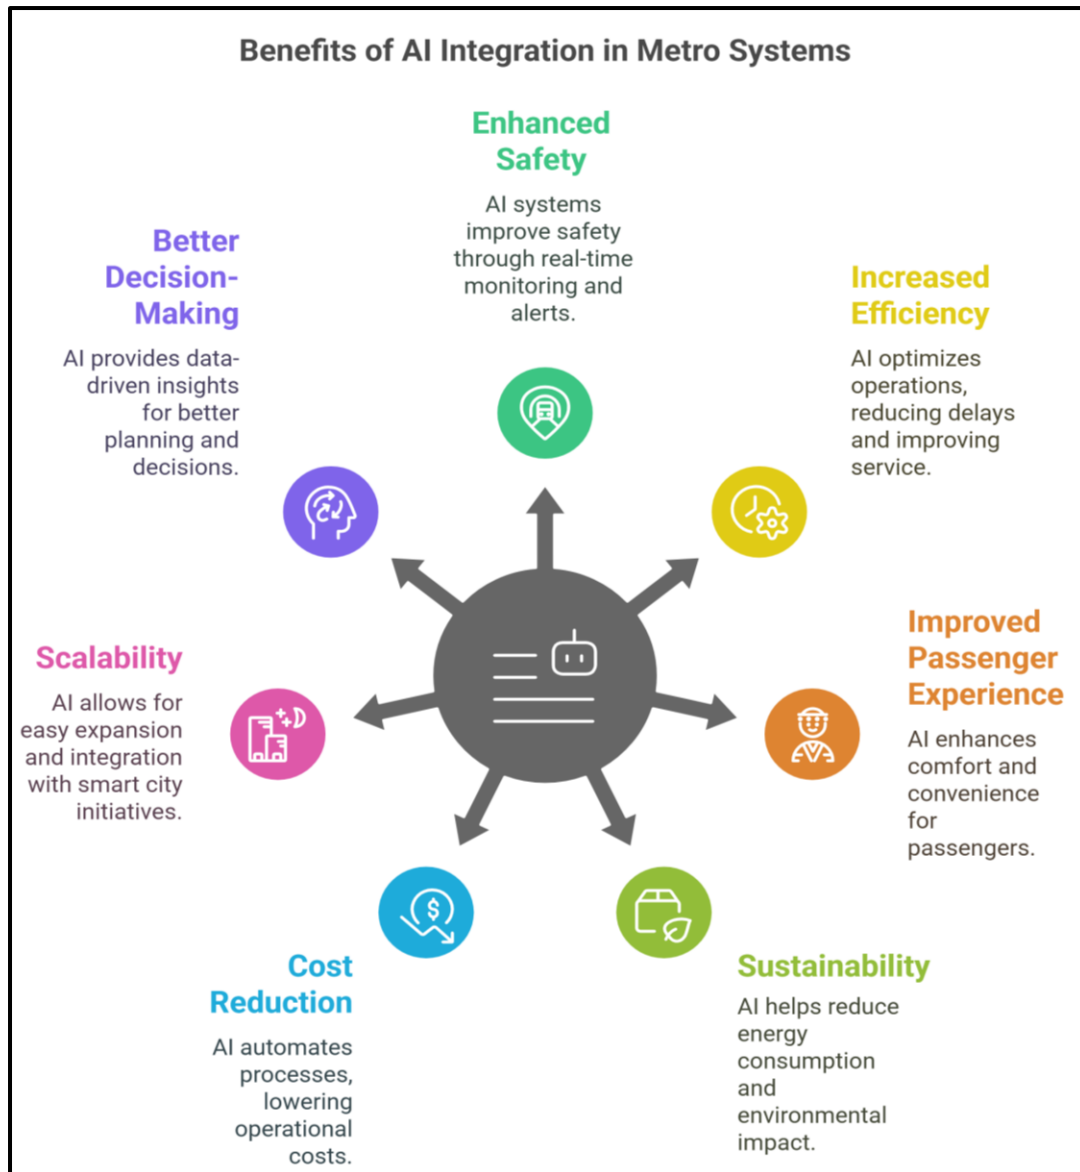 Benefits of AI Integration in Metro Systems
Enhanced
Safety
AI systems
improve safety
through real-time
monitoring and
alerts.
Better
Decision-
Making
AI provides data-
driven insights
for better
planning and
decisions.
Increased
Efficiency
AI optimizes
operations,
reducing delays
and improving
service.
Scalability
AI allows for
easy expansion
and integration
with smart city
initiatives.
Improved
Passenger
Experience
AI enhances
comfort and
convenience
for
passengers.
$
Cost
Reduction
AI automates
processes,
lowering
operational
costs.
Sustainability
AI helps reduce
energy
consumption
and
environmental
impact.